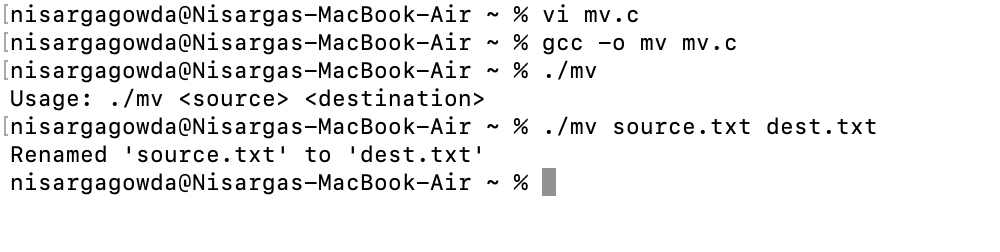 [nisargagowda@Nisargas-MacBook-Air ~ % vi mv.c
[nisargagowda@Nisargas-MacBook-Air ~ % gcc -o mv mv.c
[nisargagowda@Nisargas-MacBook-Air ~ % ./mv
Usage: ./mv <source> <destination>
[nisargagowda@Nisargas-MacBook-Air ~ % ./mv source.txt dest.txt
Renamed 'source.txt' to 'dest.txt'
nisargagowda@Nisargas-MacBook-Air ~ %